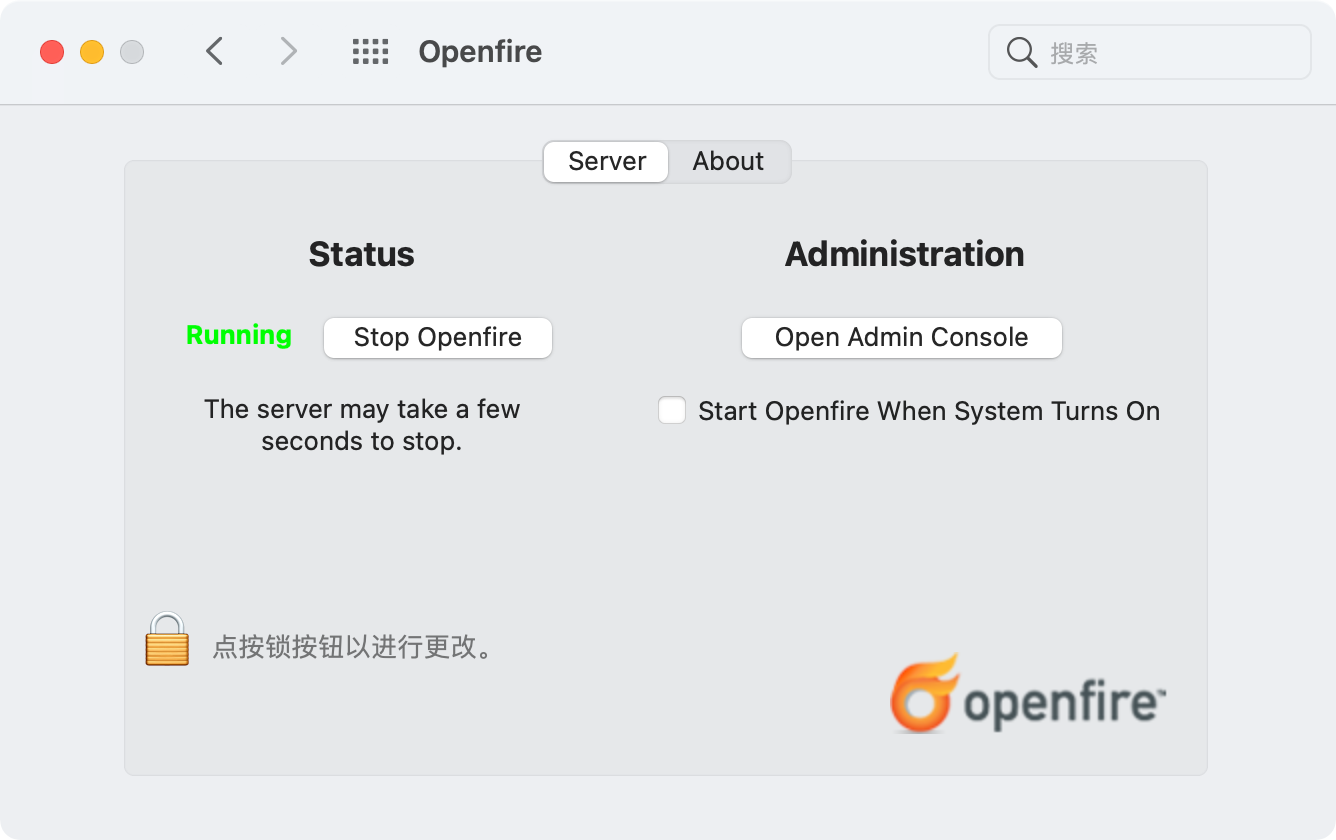 Openfire
搜索
Server
About
Status
Administration
Running
Stop Openfire
Open Admin Console
The server may take a few
seconds to stop.
Start Openfire When System Turns On
点按锁按钮以进行更改。
openfire™